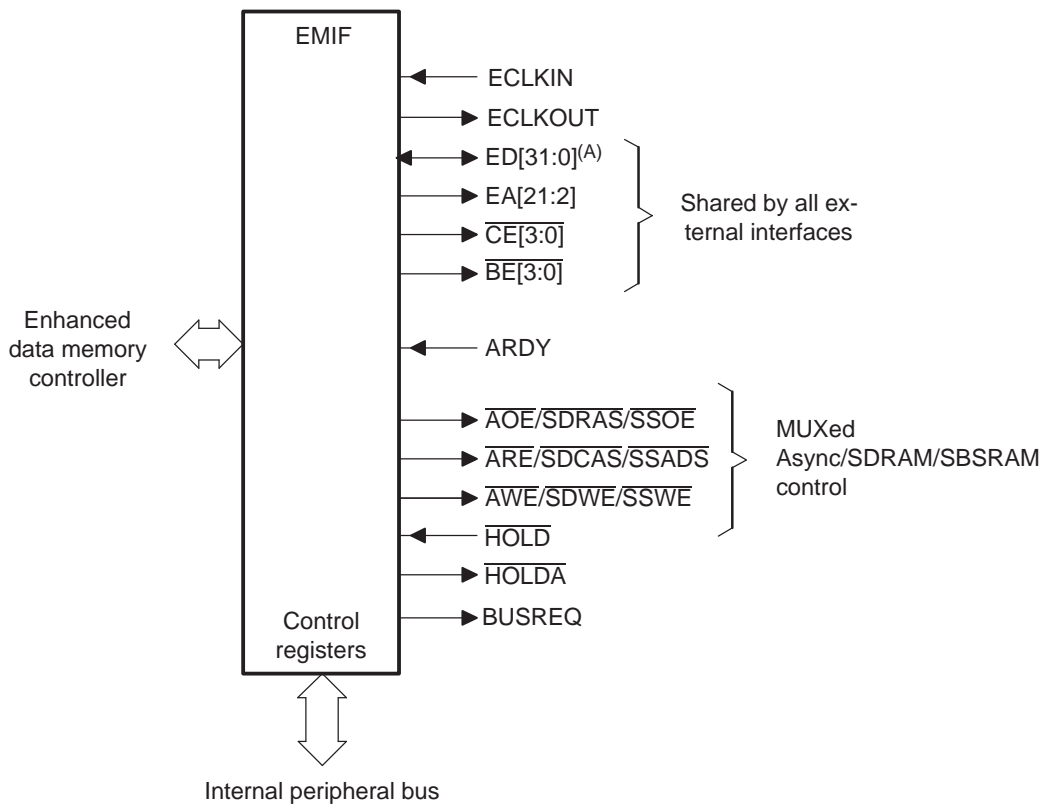 EMIF
ECLKIN
ECLKOUT
ED[31:0](A)
EA[21:2]
CE[3:0]
BE[3:0]
Shared by all ex-
ternal interfaces
Enhanced
data memory
controller
ARDY
AOE/SDRAS/SSOE
ARE/SDCAS/SSADS
AWE/SDWE/SSWE
HOLD
HOLDA
BUSREQ
MUXed
Async/SDRAM/SBSRAM
control
Control
registers
Internal peripheral bus